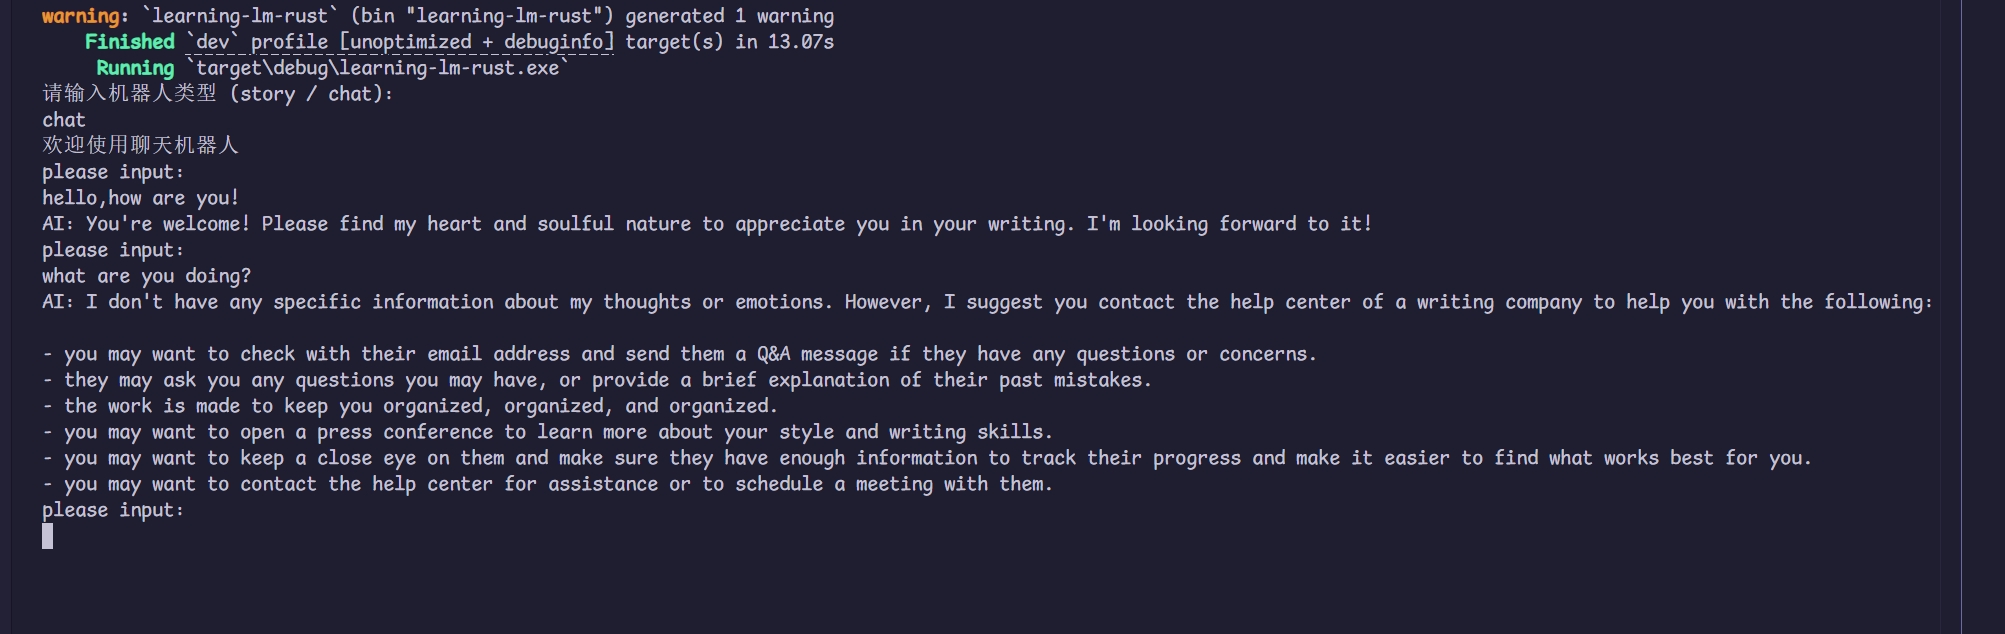 warning: `learning-lm-rust` (bin "learning-lm-rust") generated 1 warning
Finished `dev` profile [unoptimized + debuginfo] target(s) in 13.07s
Running `target\debug\learning-lm-rust.exe`
请输入机器人类型 (story / chat):
chat
欢迎使用聊天机器人
please input:
hello,how are you!
AI: You're welcome! Please find my heart and soulful nature to appreciate you in your writing. I'm looking forward to it!
please input:
what are you doing?
AI: I don't have any specific information about my thoughts or emotions. However, I suggest you contact the help center of a writing company to help you with the following:
- you may want to check with their email address and send them a Q&A message if they have any questions or concerns.
- they may ask you any questions you may have, or provide a brief explanation of their past mistakes.
- the work is made to keep you organized, organized, and organized.
- you may want to open a press conference to learn more about your style and writing skills.
- you may want to keep a close eye on them and make sure they have enough information to track their progress and make it easier to find what works best for you.
- you may want to contact the help center for assistance or to schedule a meeting with them.
please input: